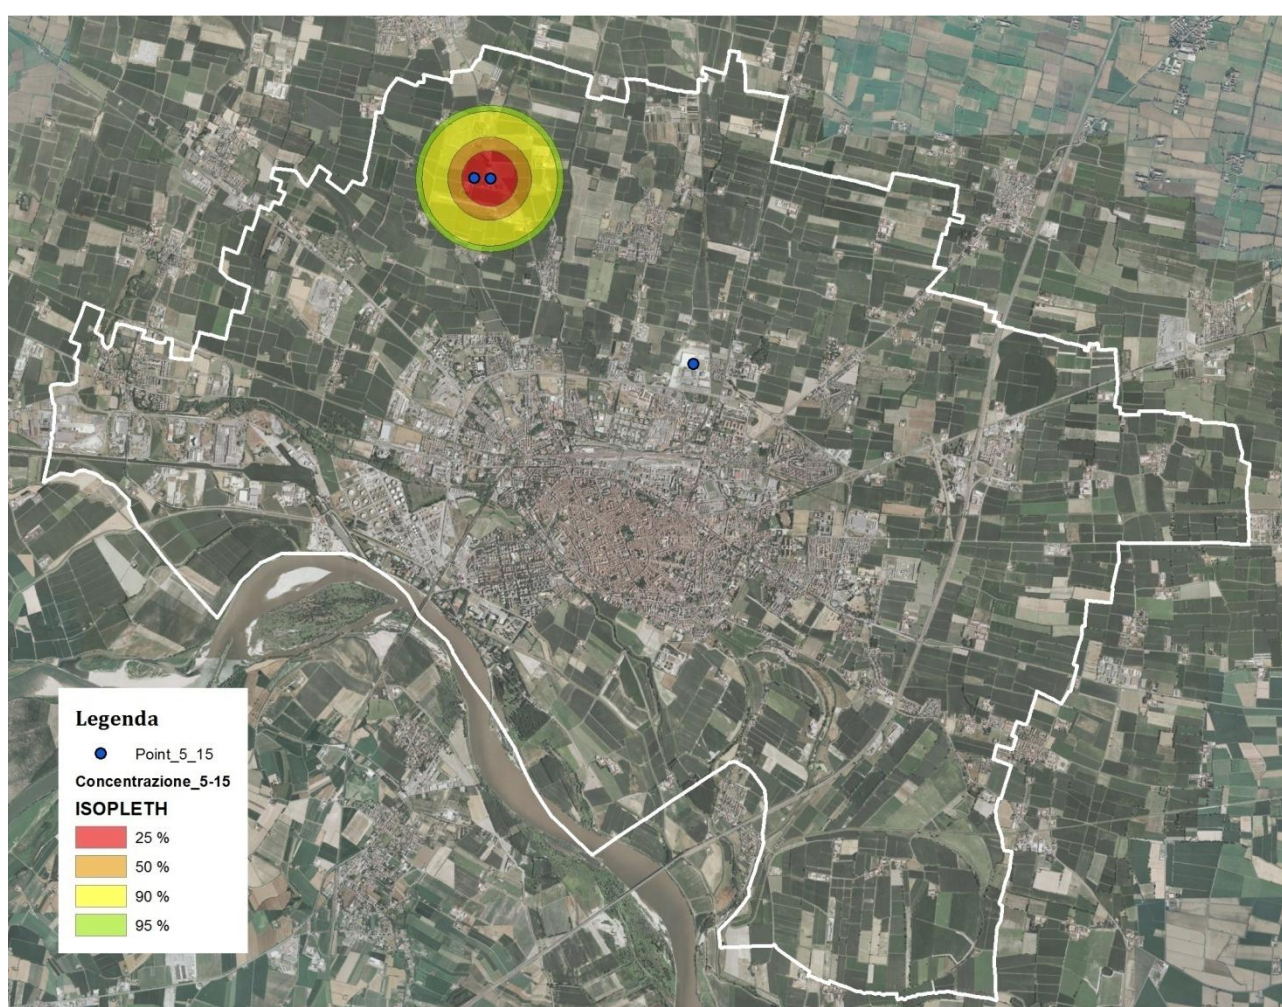 Legenda
Point_5_15
Concentrazione_5-15
ISOPLETH
25 %
50 %
90 %
95 %